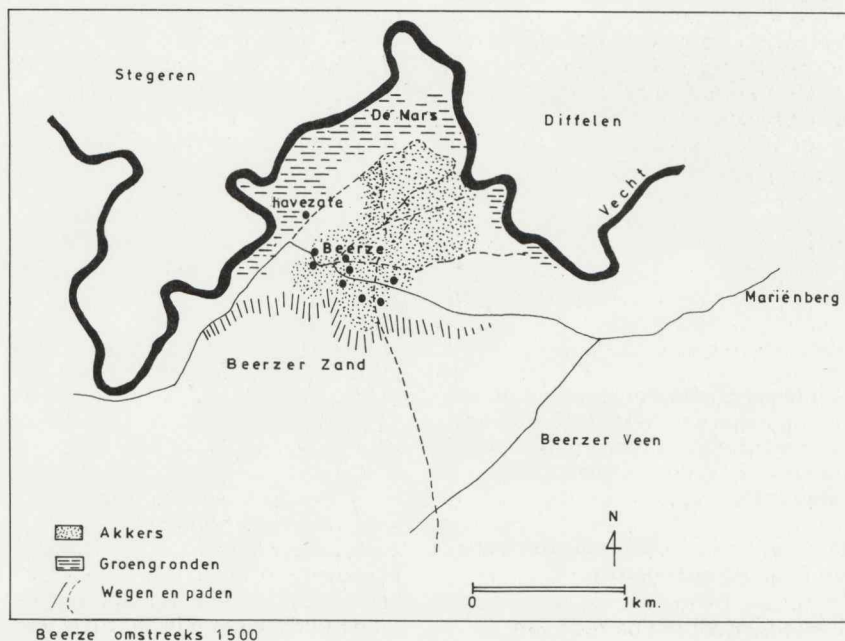 Stegeren
De Mars
Diffelen
havezate
Vecht
Beerze
Mariënberg
Beerzer Zand
Beerzer Veen
Akkers
N
Groengronden
Wegen en paden
0 1km.
Beerze omstreeks 1500